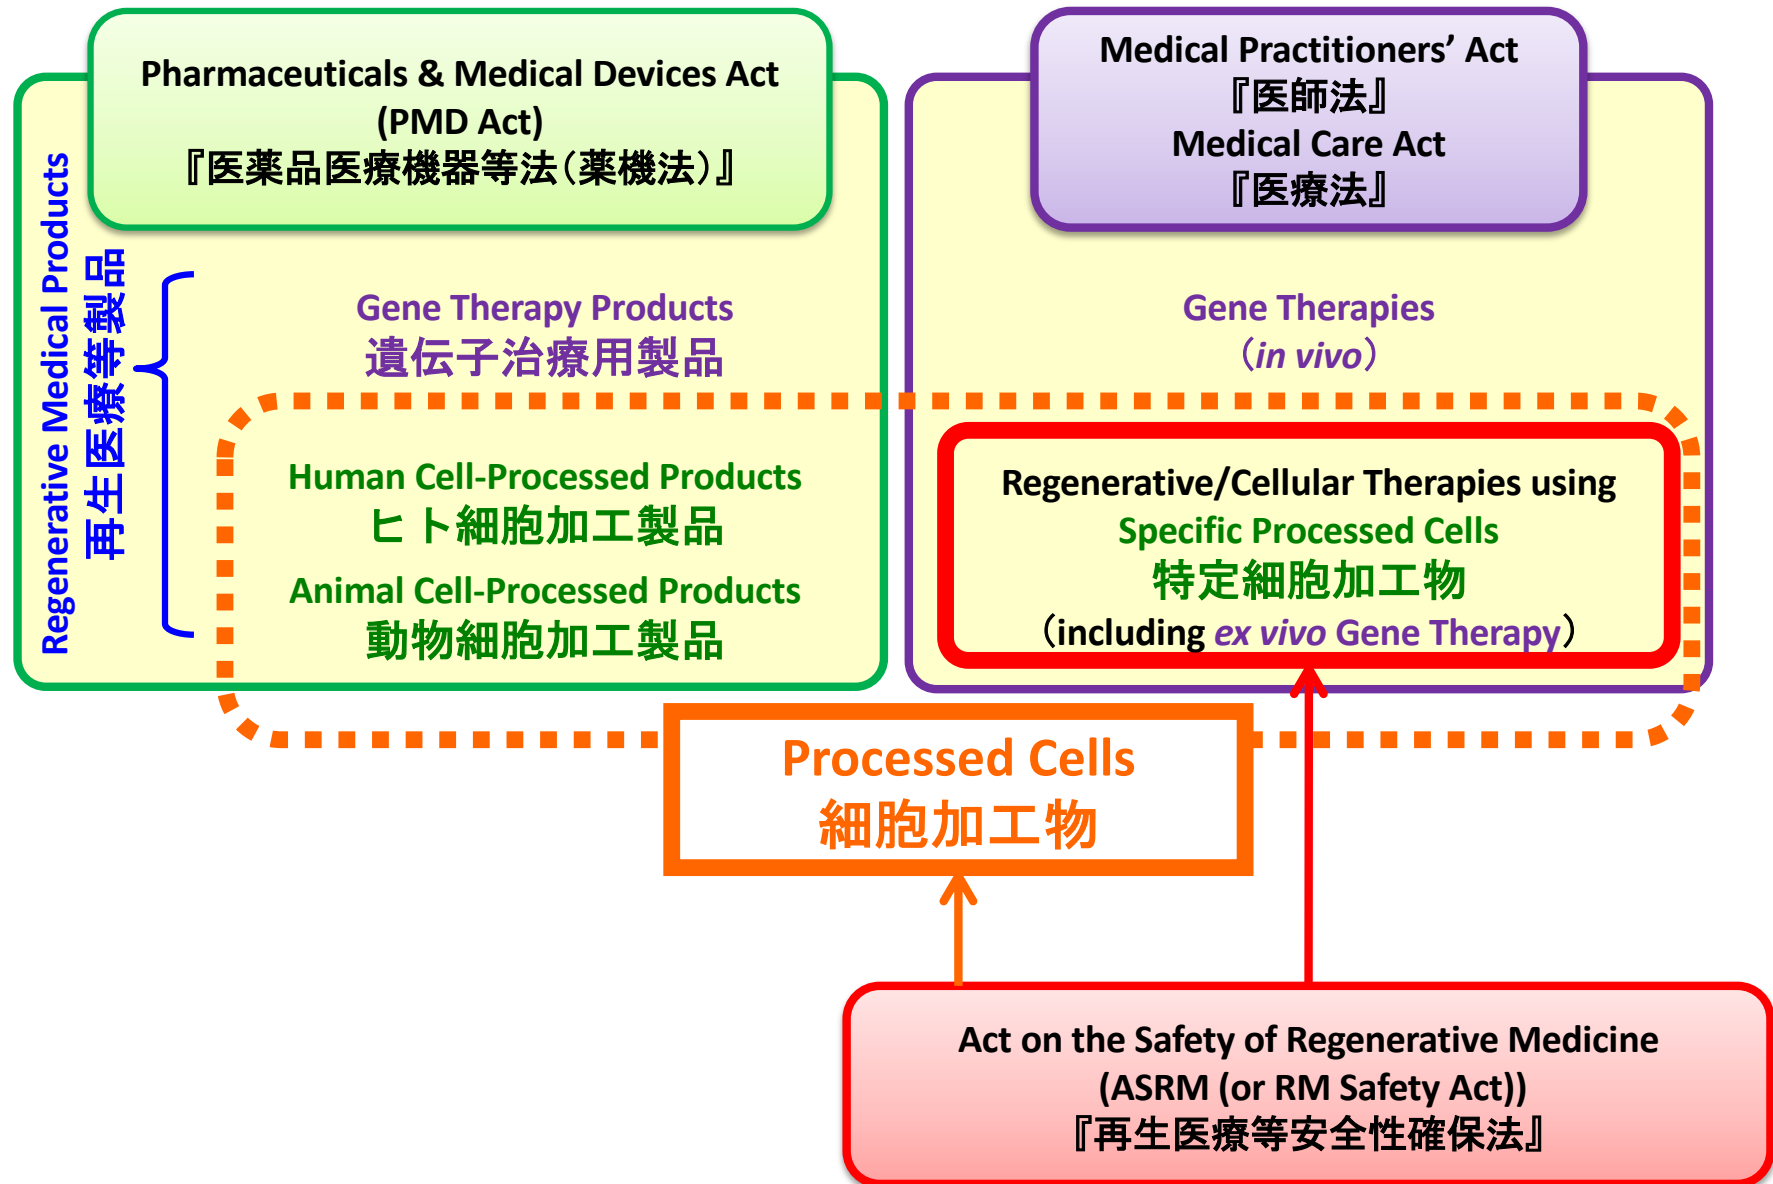 Pharmaceuticals & Medical Devices Act
(PMD Act)
『医薬品医療機器等法（薬機法）』
Regenerative Medical Products
再生医療等製品
Gene Therapy Products
遺伝子治療用製品
Human Cell-Processed Products
ヒト細胞加工製品
Animal Cell-Processed Products
動物細胞加工製品
Medical Practitioners’ Act
『医師法』
Medical Care Act
『医療法』
Gene Therapies
（in vivo）
Regenerative/Cellular Therapies using
Specific Processed Cells
特定細胞加工物
（including ex vivo Gene Therapy）
Processed Cells
細胞加工物
Act on the Safety of Regenerative Medicine
(ASRM (or RM Safety Act))
『再生医療等安全性確保法』